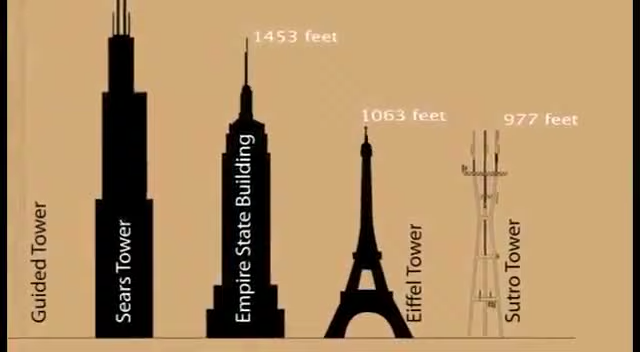 1453 feet
1063 feet
977 feet
Guided Tower
Sears Tower
Empire State Building
Eiffel Tower
Sutro Tower